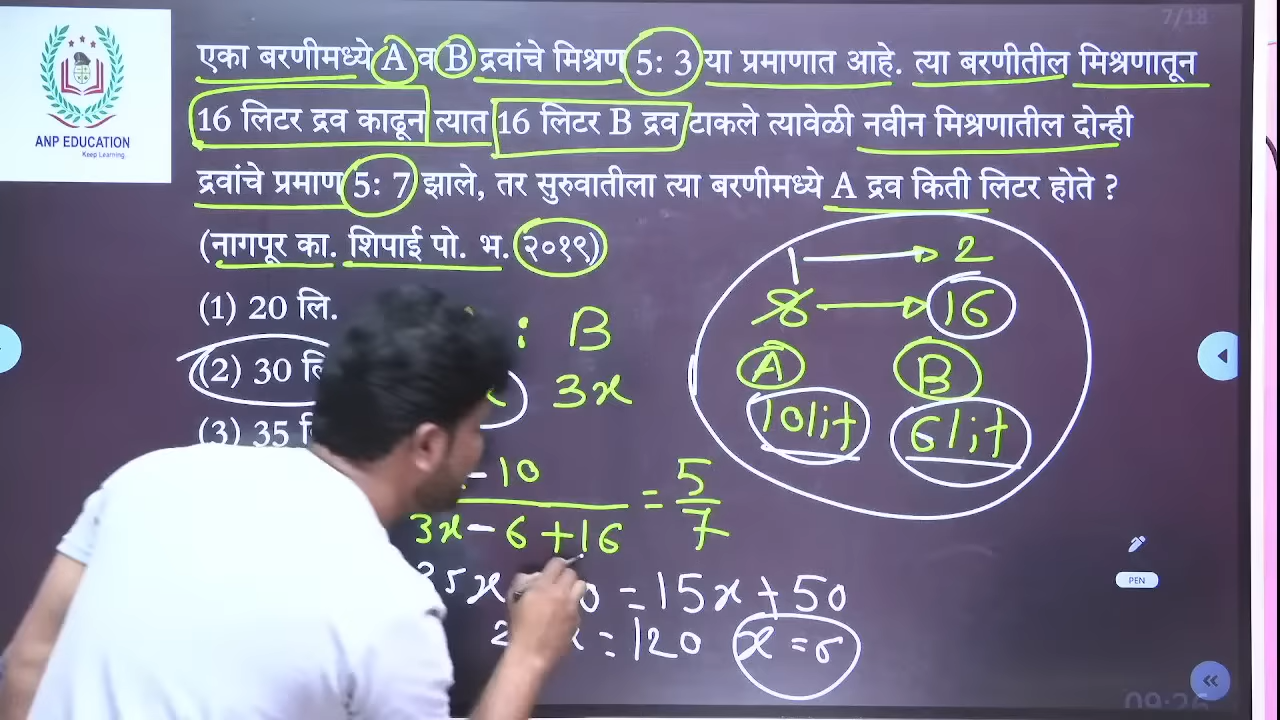 7/18
ANP EDUCATION
Keep Learning
एका बरणीमध्ये A व B द्रवांचे मिश्रण 5: 3 या प्रमाणात आहे. त्या बरणीतील मिश्रणातून
16 लिटर द्रव काढून त्यात 16 लिटर B द्रव टाकले त्यावेळी नवीन मिश्रणातील दोन्ही
द्रवांचे प्रमाण 5: 7 झाले, तर सुरुवातीला त्या बरणीमध्ये A द्रव किती लिटर होते ?
(नागपूर का. शिपाई पो. भ. २०१९)
(1) 20 लि.
(2) 30
(3) 35
: B
3x
1 → 2
8 → 16
A B
10lit 6lit
- 10
3x - 6 + 16
= 5/7
35x = 15x + 50
= 120 x = 6
PEN
09:26